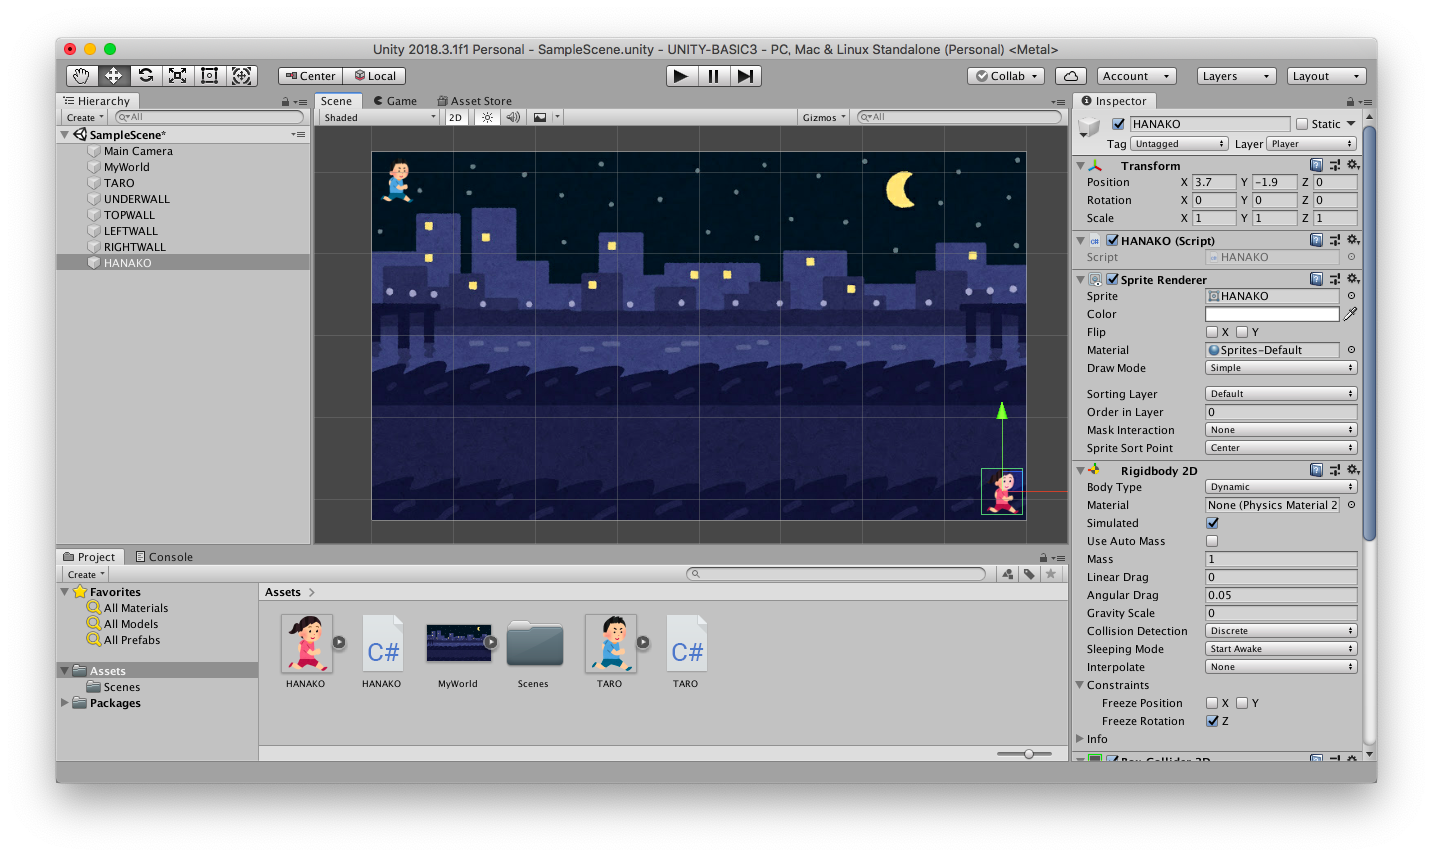 Unity 2018.3.1f1 Personal - SampleScene.unity - UNITY-BASIC3 - PC, Mac & Linux Standalone (Personal) <Metal>
Center Local Collab Account Layers Layout
Hierarchy
Create All
SampleScene*
Main Camera
MyWorld
TARO
UNDERWALL
TOPWALL
LEFTWALL
RIGHTWALL
HANAKO
Scene Game Asset Store
Shaded 2D Gizmos All
Inspector
HANAKO Static
Tag Untagged Layer Player
Transform
Position X 3.7 Y -1.9 Z 0
Rotation X 0 Y 0 Z 0
Scale X 1 Y 1 Z 1
C# HANAKO (Script)
Script HANAKO
Sprite Renderer
Sprite HANAKO
Color
Flip X Y
Material Sprites-Default
Draw Mode Simple
Sorting Layer Default
Order in Layer 0
Mask Interaction None
Sprite Sort Point Center
Rigidbody 2D
Body Type Dynamic
Material None (Physics Material 2
Simulated
Use Auto Mass
Mass 1
Linear Drag 0
Angular Drag 0.05
Gravity Scale 0
Collision Detection Discrete
Sleeping Mode Start Awake
Interpolate None
Constraints
Freeze Position X Y
Freeze Rotation Z
Info
Box Collider 2D
Project Console
Create
Favorites
All Materials
All Models
All Prefabs
Assets
Scenes
Packages
Assets
C# C#
HANAKO HANAKO MyWorld Scenes TARO TARO